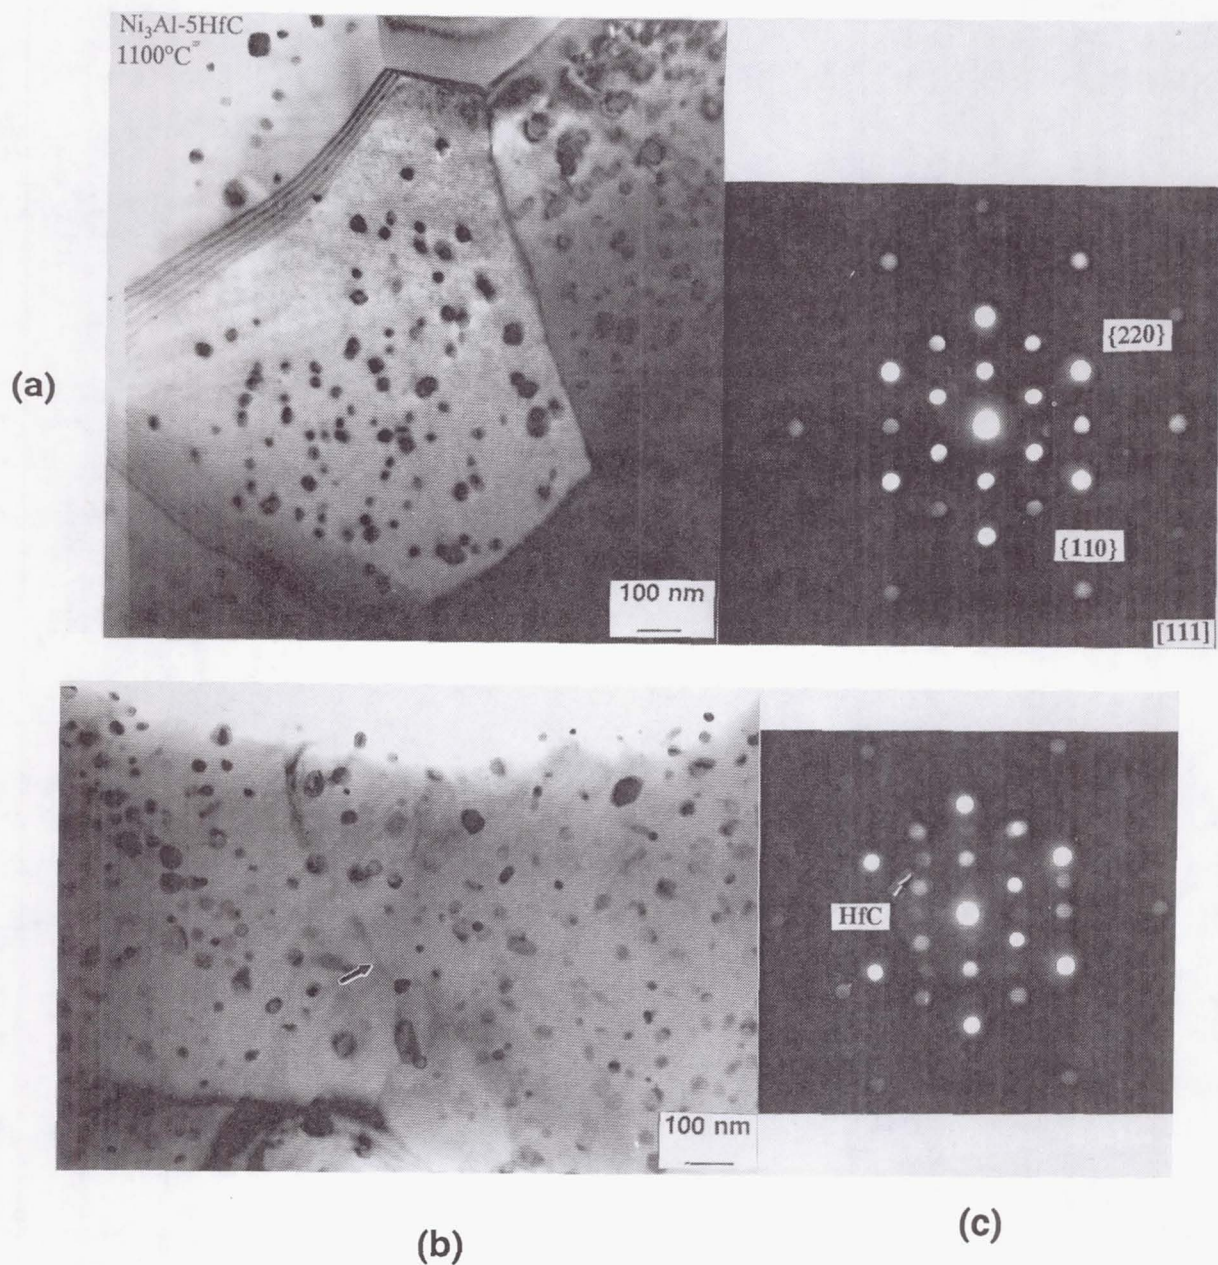 Ni₃Al-5HfC
1100°C
(a)
{220}
{110}
100 nm
[111]
HfC
100 nm
(b)
(c)